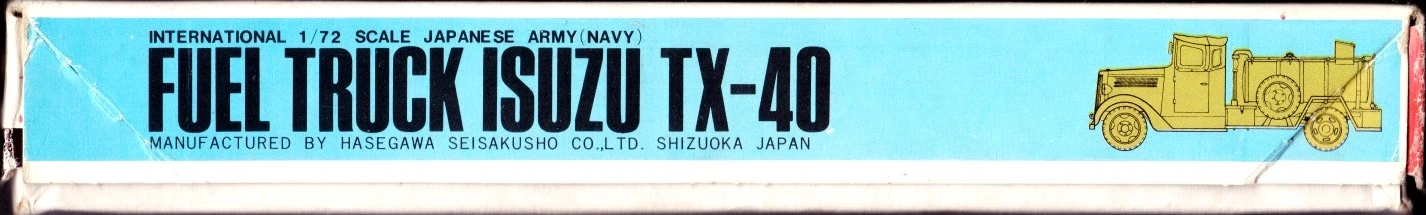 INTERNATIONAL 1/72 SCALE JAPANESE ARMY(NAVY)
FUEL TRUCK ISUZU TX-40
MANUFACTURED BY HASEGAWA SEISAKUSHO CO.,LTD. SHIZUOKA JAPAN